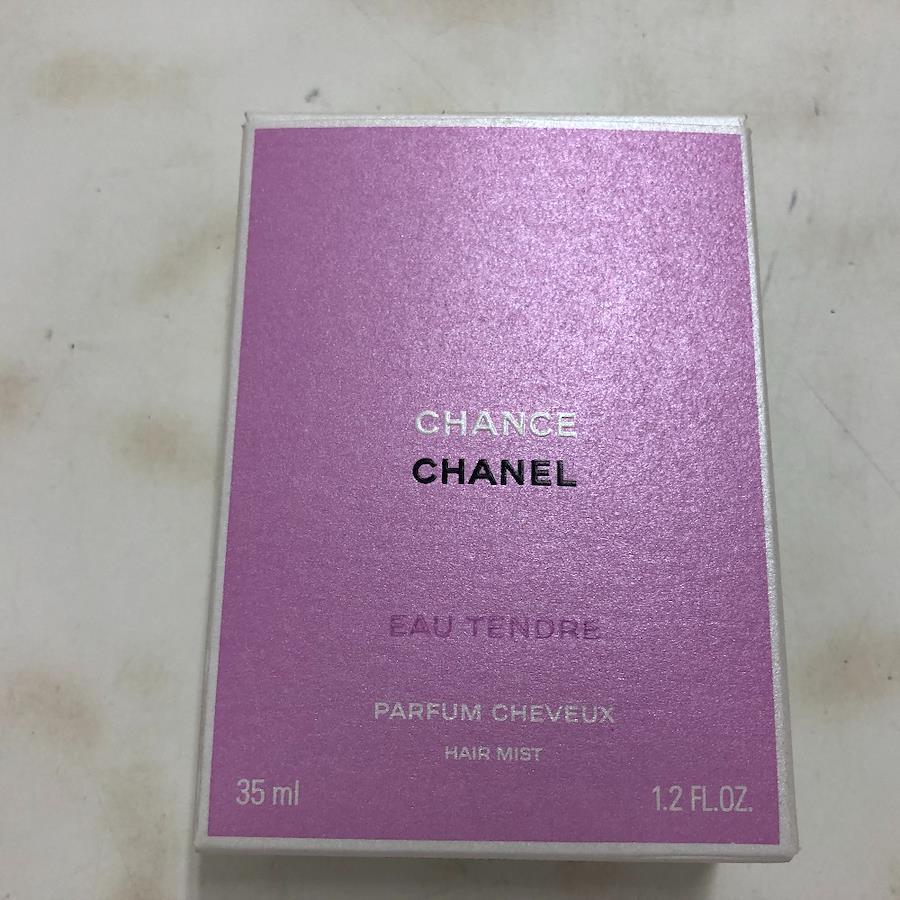 CHANCE
CHANEL
EAU TENDRE
PARFUM CHEVEUX
HAIR MIST
35 ml 1.2 FL.OZ.